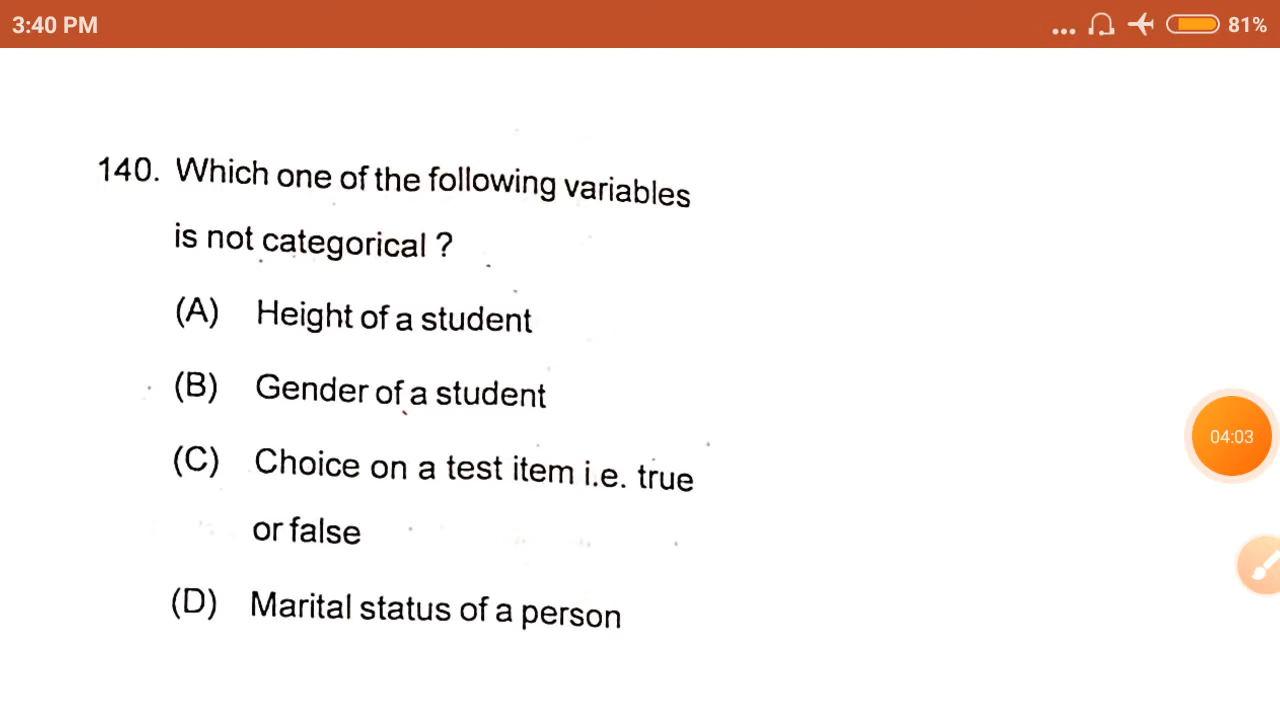 3:40 PM
... 81%
140. Which one of the following variables
is not categorical ?
(A) Height of a student
(B) Gender of a student
(C) Choice on a test item i.e. true
or false
04:03
(D) Marital status of a person